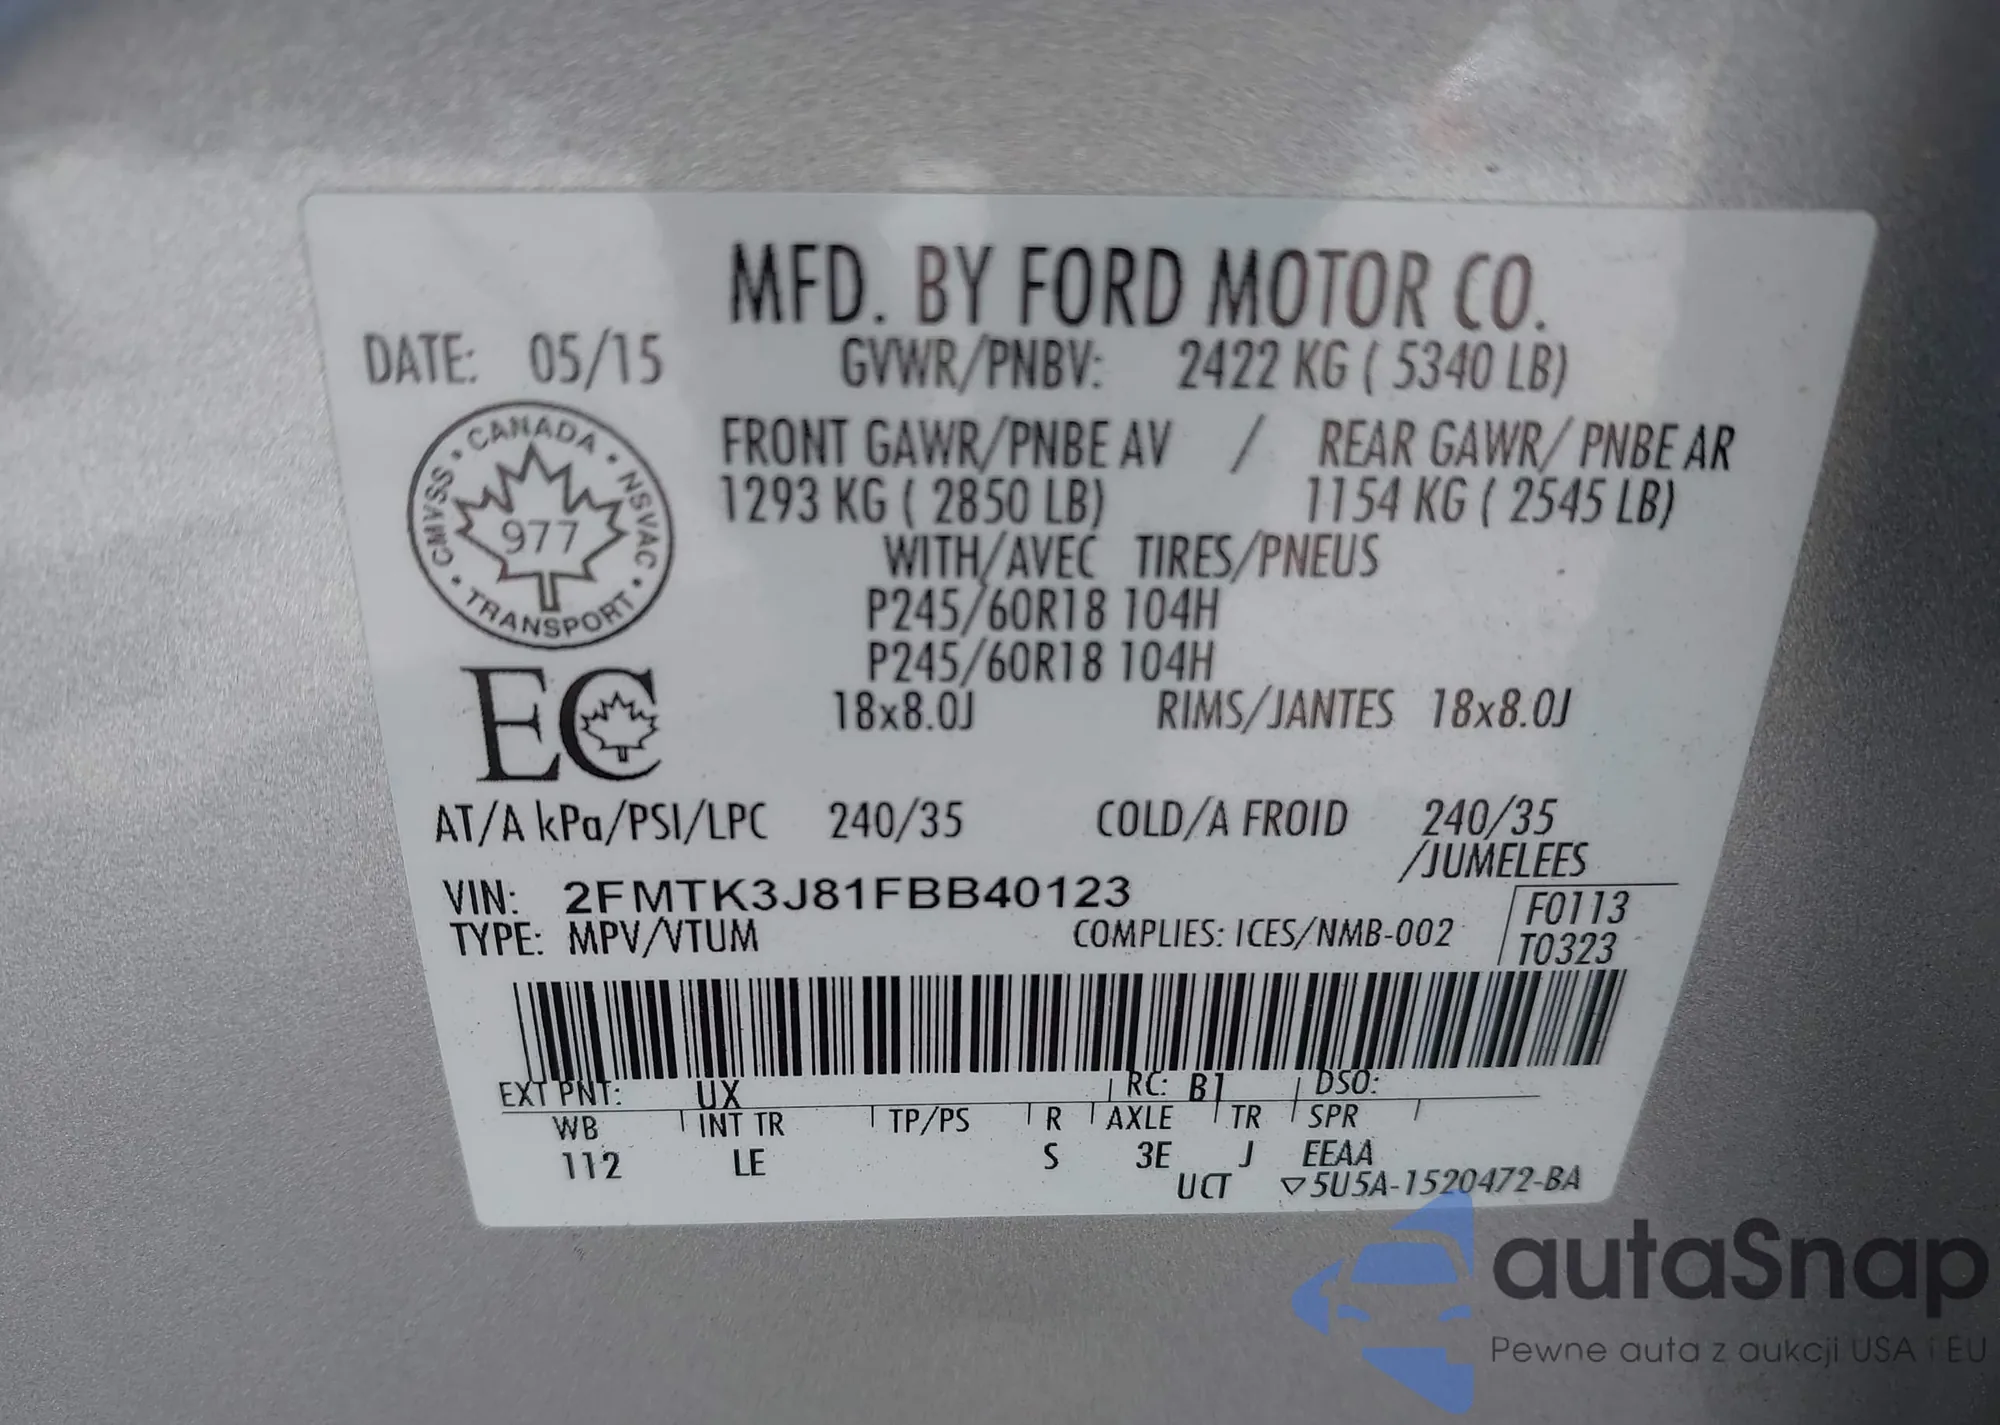 MFD. BY FORD MOTOR CO.
DATE: 05/15 GVWR/PNBV: 2422 KG ( 5340 LB)
FRONT GAWR/PNBE AV / REAR GAWR/ PNBE AR
1293 KG ( 2850 LB) 1154 KG ( 2545 LB)
WITH/AVEC TIRES/PNEUS
P245/60R18 104H
P245/60R18 104H
18x8.0J RIMS/JANTES 18x8.0J
CANADA • NSVAC • TRANSPORT • CMVSS •
977
EC
AT/A kPa/PSI/LPC 240/35 COLD/A FROID 240/35
/JUMELEES
VIN: 2FMTK3J81FBB40123 F0113
TYPE: MPV/VTUM COMPLIES: ICES/NMB-002 T0323
EXT PNT: UX RC: B1 DSO:
WB INT TR TP/PS R AXLE TR SPR
112 LE S 3E J EEAA
UCT ▽5U5A-1520472-BA
autaSnap
Pewne auta z aukcji USA i EU